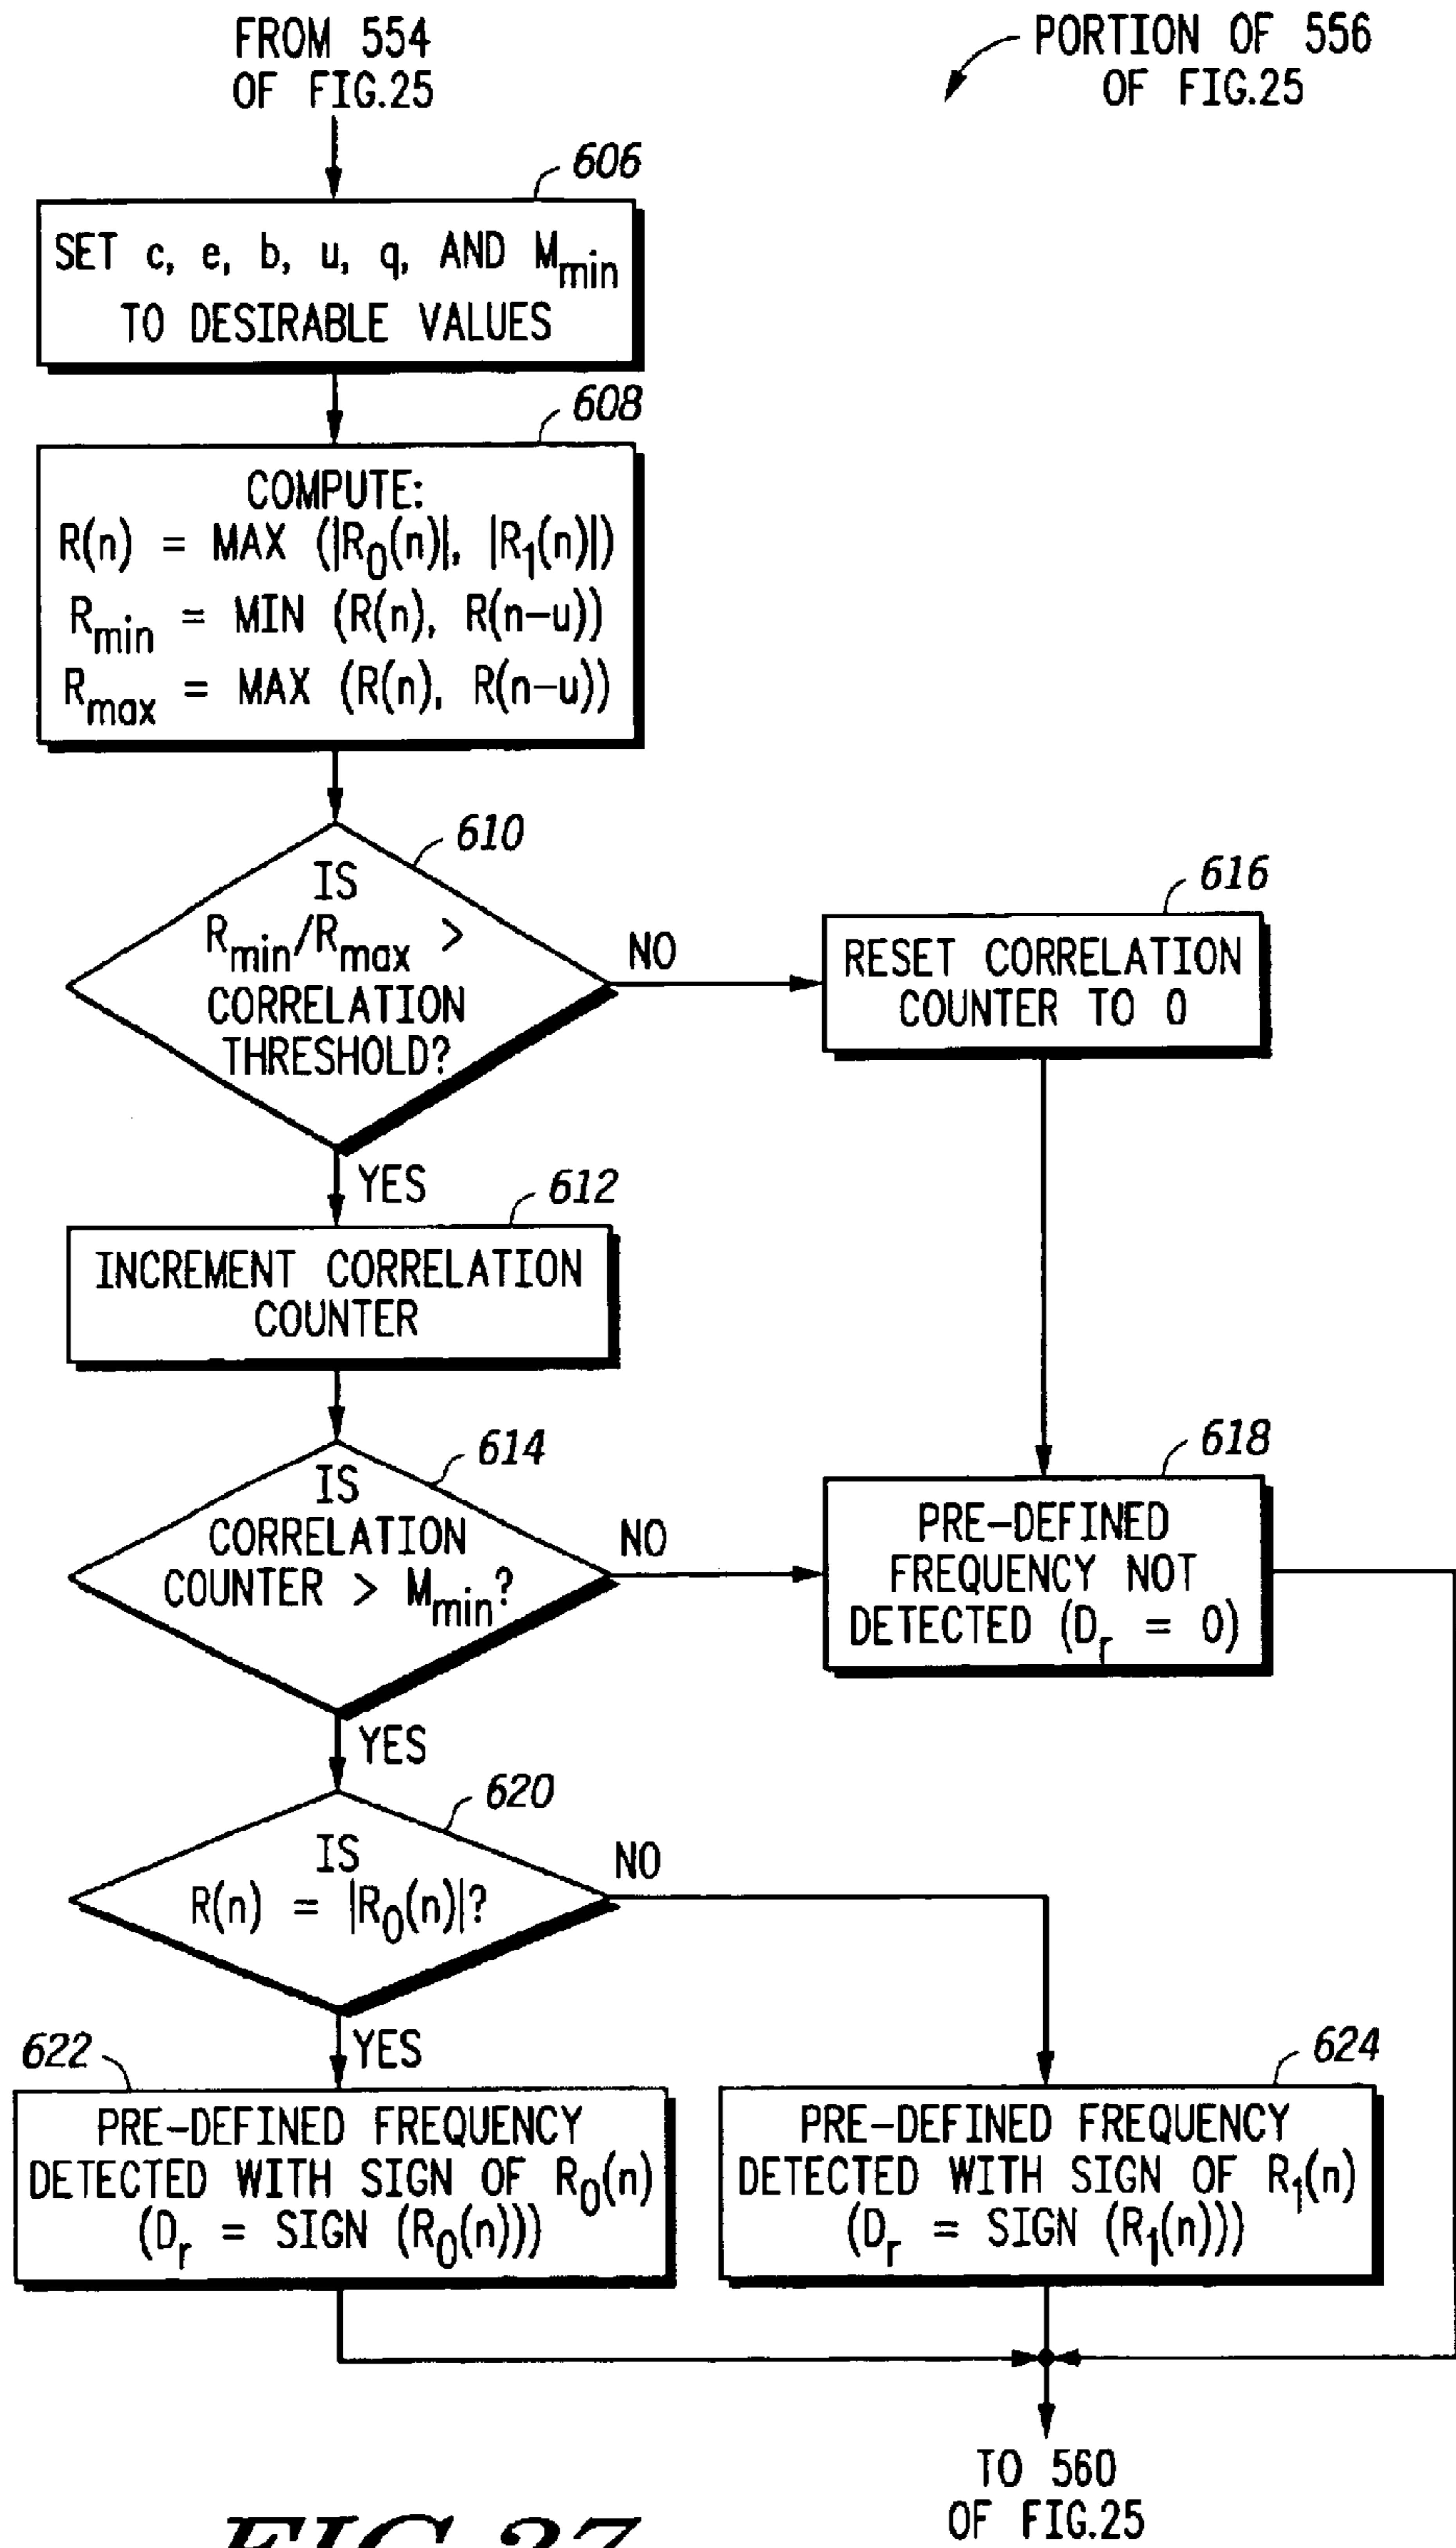 FROM 554
OF FIG.25
PORTION OF 556
OF FIG.25
606
SET c, e, b, u, q, AND Mmin
TO DESIRABLE VALUES
608
COMPUTE:
R(n) = MAX (|R0(n)|, |R1(n)|)
Rmin = MIN (R(n), R(n-u))
Rmax = MAX (R(n), R(n-u))
610
IS
Rmin/Rmax >
CORRELATION
THRESHOLD?
NO
616
RESET CORRELATION
COUNTER TO 0
YES
612
INCREMENT CORRELATION
COUNTER
614
IS
CORRELATION
COUNTER > Mmin?
NO
618
PRE-DEFINED
FREQUENCY NOT
DETECTED (Dr = 0)
YES
620
IS
R(n) = |R0(n)|?
NO
YES
622
PRE-DEFINED FREQUENCY
DETECTED WITH SIGN OF R0(n)
(Dr = SIGN (R0(n)))
624
PRE-DEFINED FREQUENCY
DETECTED WITH SIGN OF R1(n)
(Dr = SIGN (R1(n)))
TO 560
OF FIG.25
FIG.27